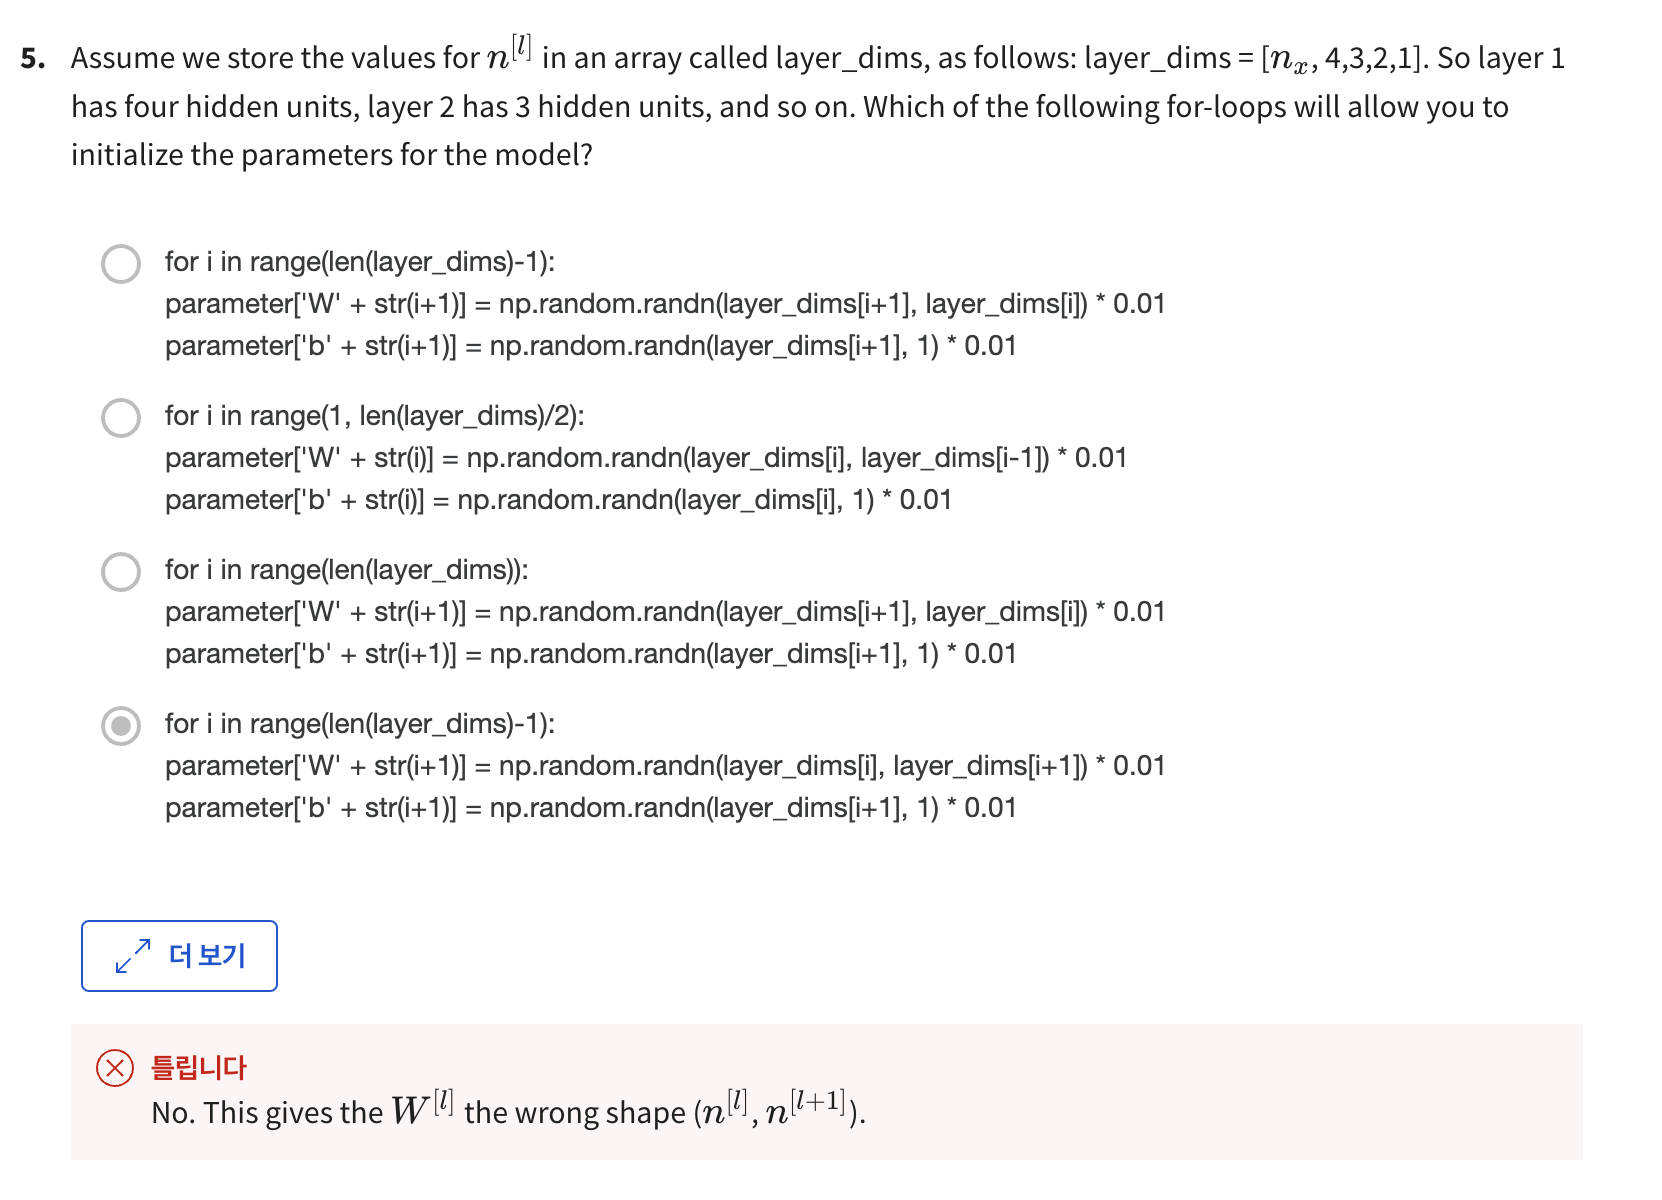 5. Assume we store the values for n^[l] in an array called layer_dims, as follows: layer_dims = [n_x, 4,3,2,1]. So layer 1
has four hidden units, layer 2 has 3 hidden units, and so on. Which of the following for-loops will allow you to
initialize the parameters for the model?
for i in range(len(layer_dims)-1):
parameter['W' + str(i+1)] = np.random.randn(layer_dims[i+1], layer_dims[i]) * 0.01
parameter['b' + str(i+1)] = np.random.randn(layer_dims[i+1], 1) * 0.01
for i in range(1, len(layer_dims)/2):
parameter['W' + str(i)] = np.random.randn(layer_dims[i], layer_dims[i-1]) * 0.01
parameter['b' + str(i)] = np.random.randn(layer_dims[i], 1) * 0.01
for i in range(len(layer_dims)):
parameter['W' + str(i+1)] = np.random.randn(layer_dims[i+1], layer_dims[i]) * 0.01
parameter['b' + str(i+1)] = np.random.randn(layer_dims[i+1], 1) * 0.01
for i in range(len(layer_dims)-1):
parameter['W' + str(i+1)] = np.random.randn(layer_dims[i], layer_dims[i+1]) * 0.01
parameter['b' + str(i+1)] = np.random.randn(layer_dims[i+1], 1) * 0.01
더 보기
틀립니다
No. This gives the W^[l] the wrong shape (n^[l], n^[l+1]).